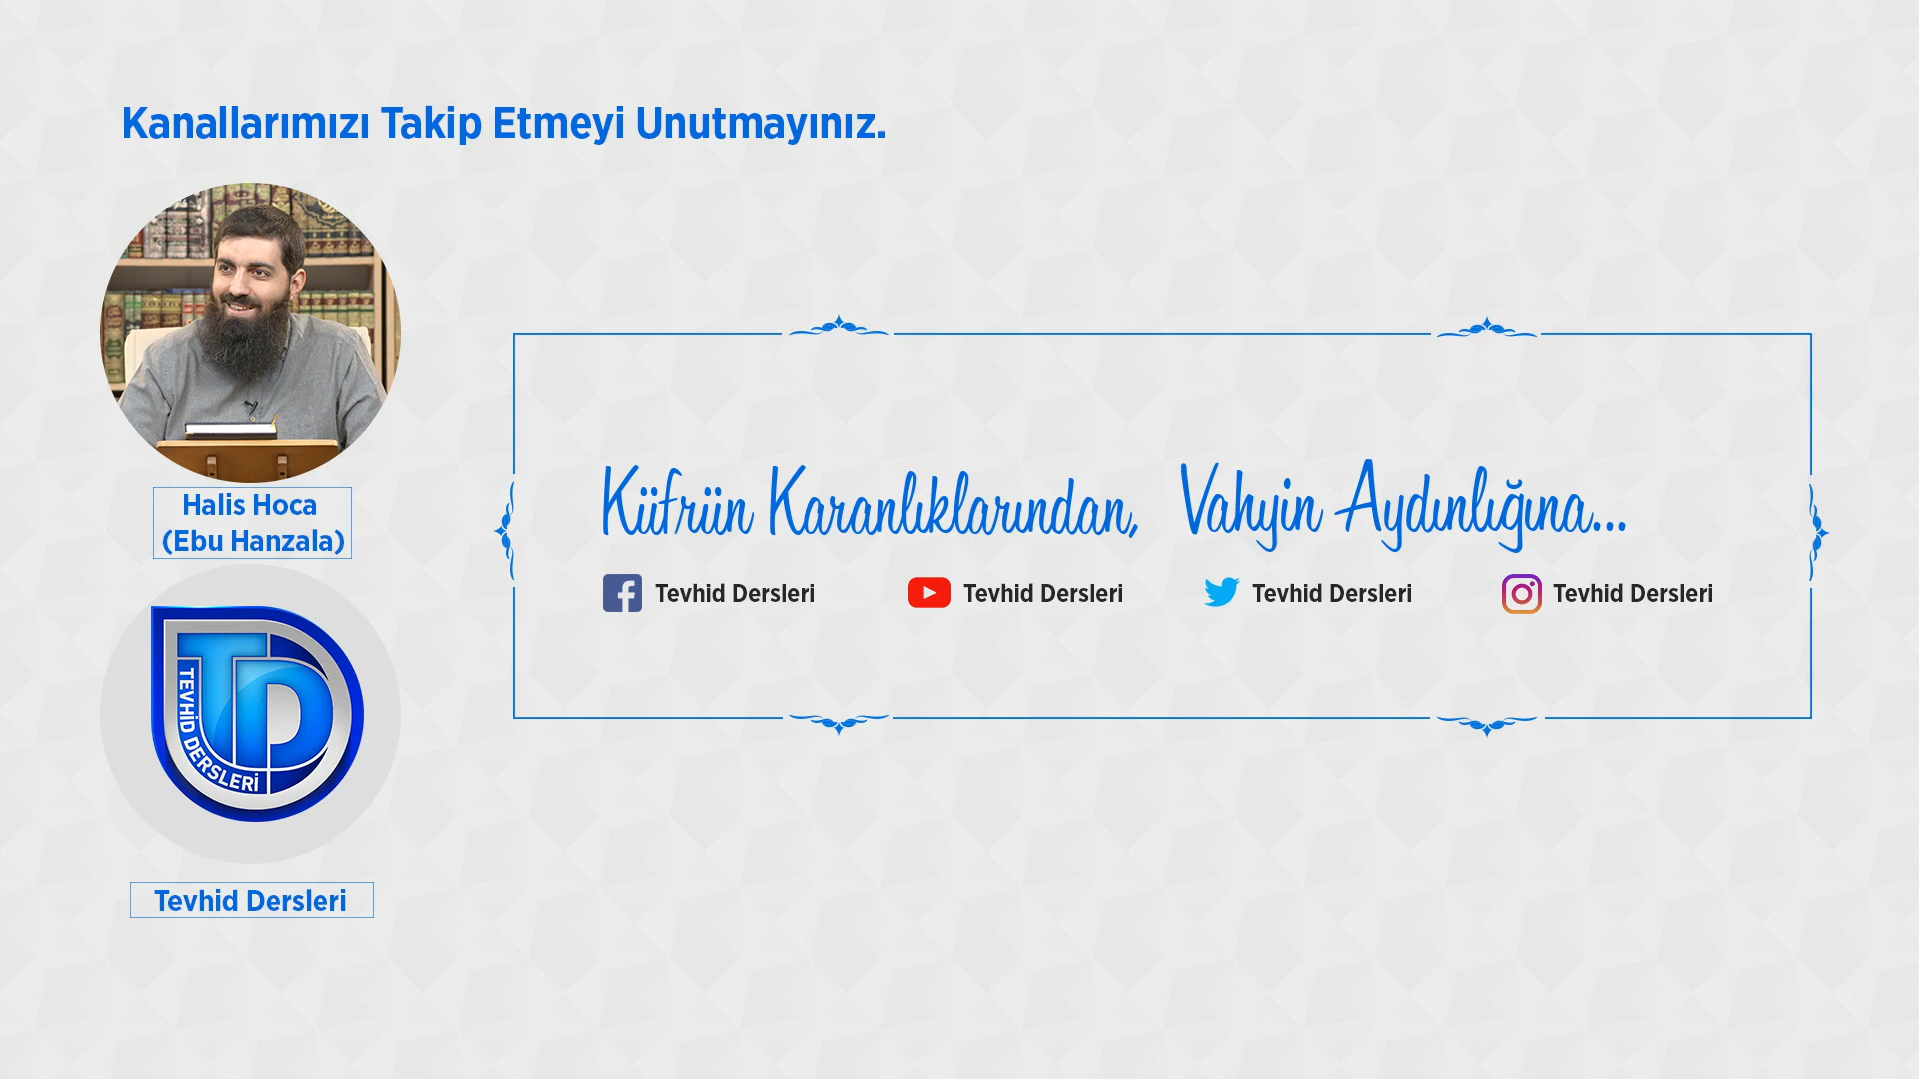 Kanallarımızı Takip Etmeyi Unutmayınız.
Halis Hoca
(Ebu Hanzala)
TD
TEVHİD DERSLERİ
Tevhid Dersleri
Küfrün Karanlıklarından, Vahyin Aydınlığına...
Tevhid Dersleri Tevhid Dersleri Tevhid Dersleri Tevhid Dersleri